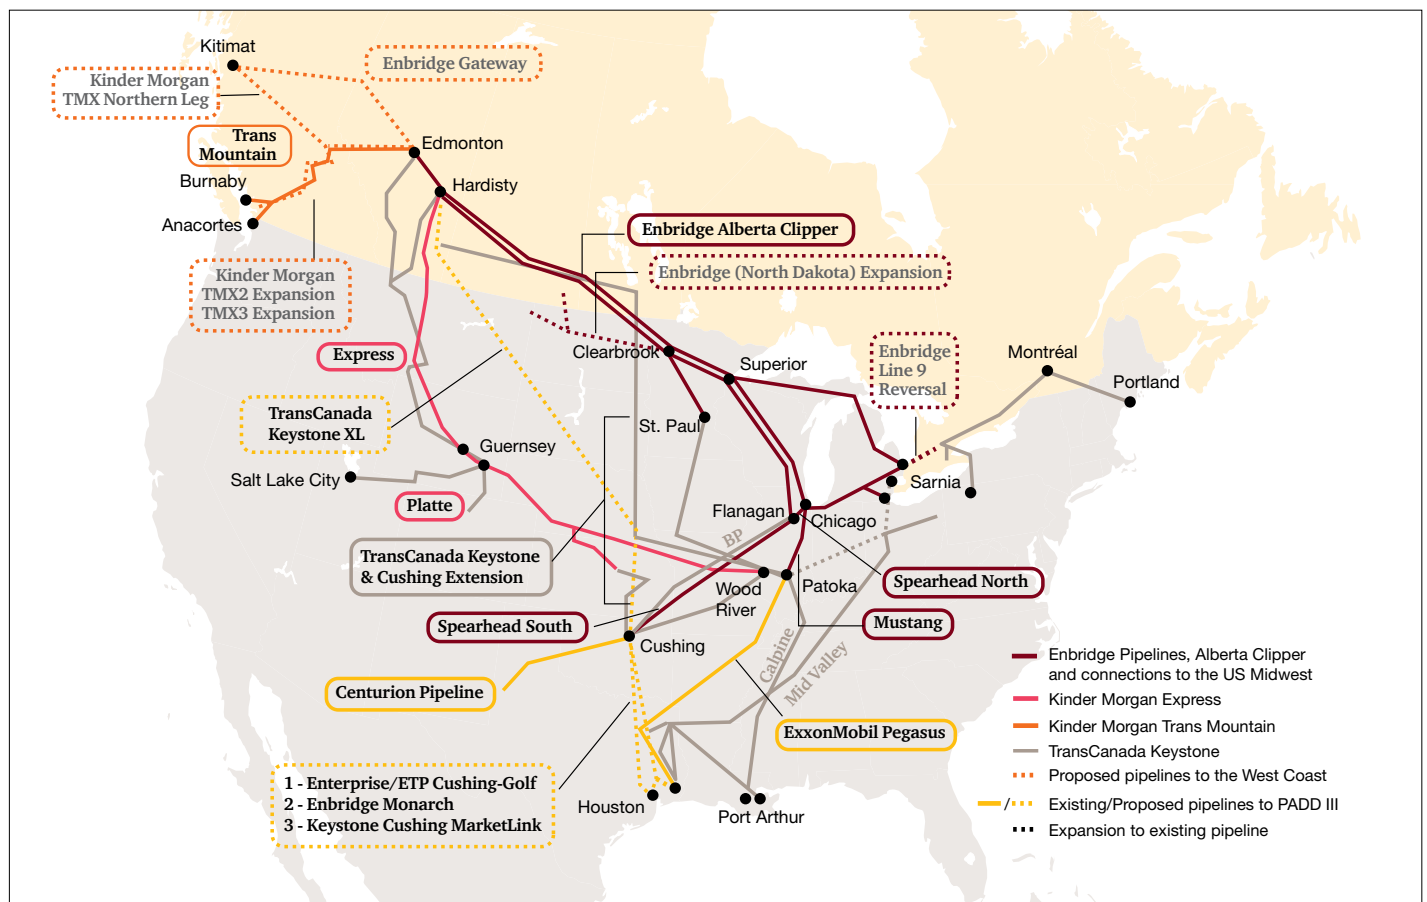 Kitimat
Enbridge Gateway
Kinder Morgan
TMX Northern Leg
Trans
Mountain
Edmonton
Burnaby
Hardisty
Anacortes
Enbridge Alberta Clipper
Kinder Morgan
TMX2 Expansion
TMX3 Expansion
Enbridge (North Dakota) Expansion
Express
Clearbrook
Superior
Enbridge
Line 9
Reversal
Montréal
Portland
TransCanada
Keystone XL
St. Paul
Guernsey
Salt Lake City
Sarnia
Platte
Flanagan
Chicago
BP
TransCanada Keystone
& Cushing Extension
Wood
River
Patoka
Spearhead North
Spearhead South
Mustang
Cushing
Calpine
Mid Valley
Centurion Pipeline
ExxonMobil Pegasus
1 - Enterprise/ETP Cushing-Golf
2 - Enbridge Monarch
3 - Keystone Cushing MarketLink
Houston
Port Arthur
Enbridge Pipelines, Alberta Clipper
and connections to the US Midwest
Kinder Morgan Express
Kinder Morgan Trans Mountain
TransCanada Keystone
Proposed pipelines to the West Coast
/ Existing/Proposed pipelines to PADD III
Expansion to existing pipeline